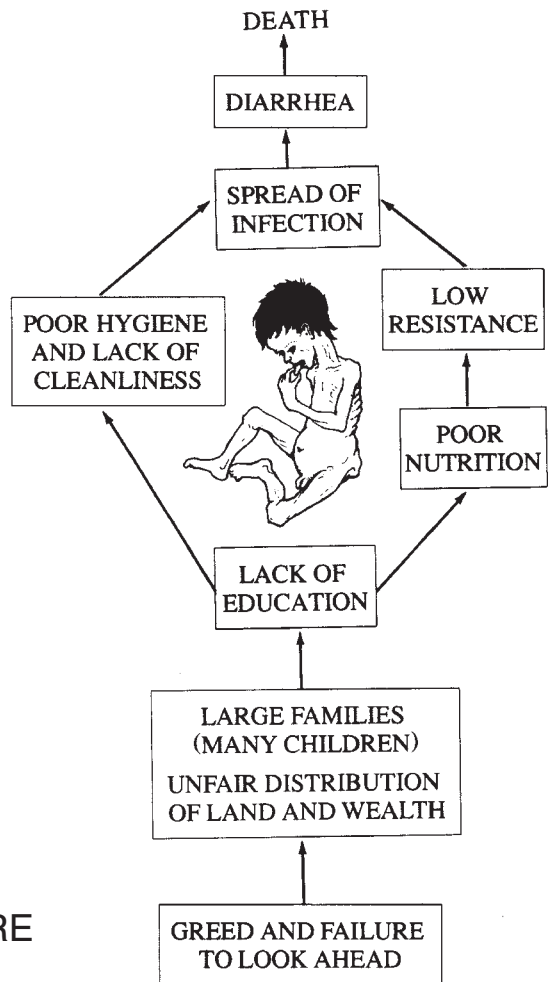 DEATH
DIARRHEA
SPREAD OF
INFECTION
POOR HYGIENE
AND LACK OF
CLEANLINESS
LOW
RESISTANCE
POOR
NUTRITION
LACK OF
EDUCATION
LARGE FAMILIES
(MANY CHILDREN)
UNFAIR DISTRIBUTION
OF LAND AND WEALTH
RE
GREED AND FAILURE
TO LOOK AHEAD